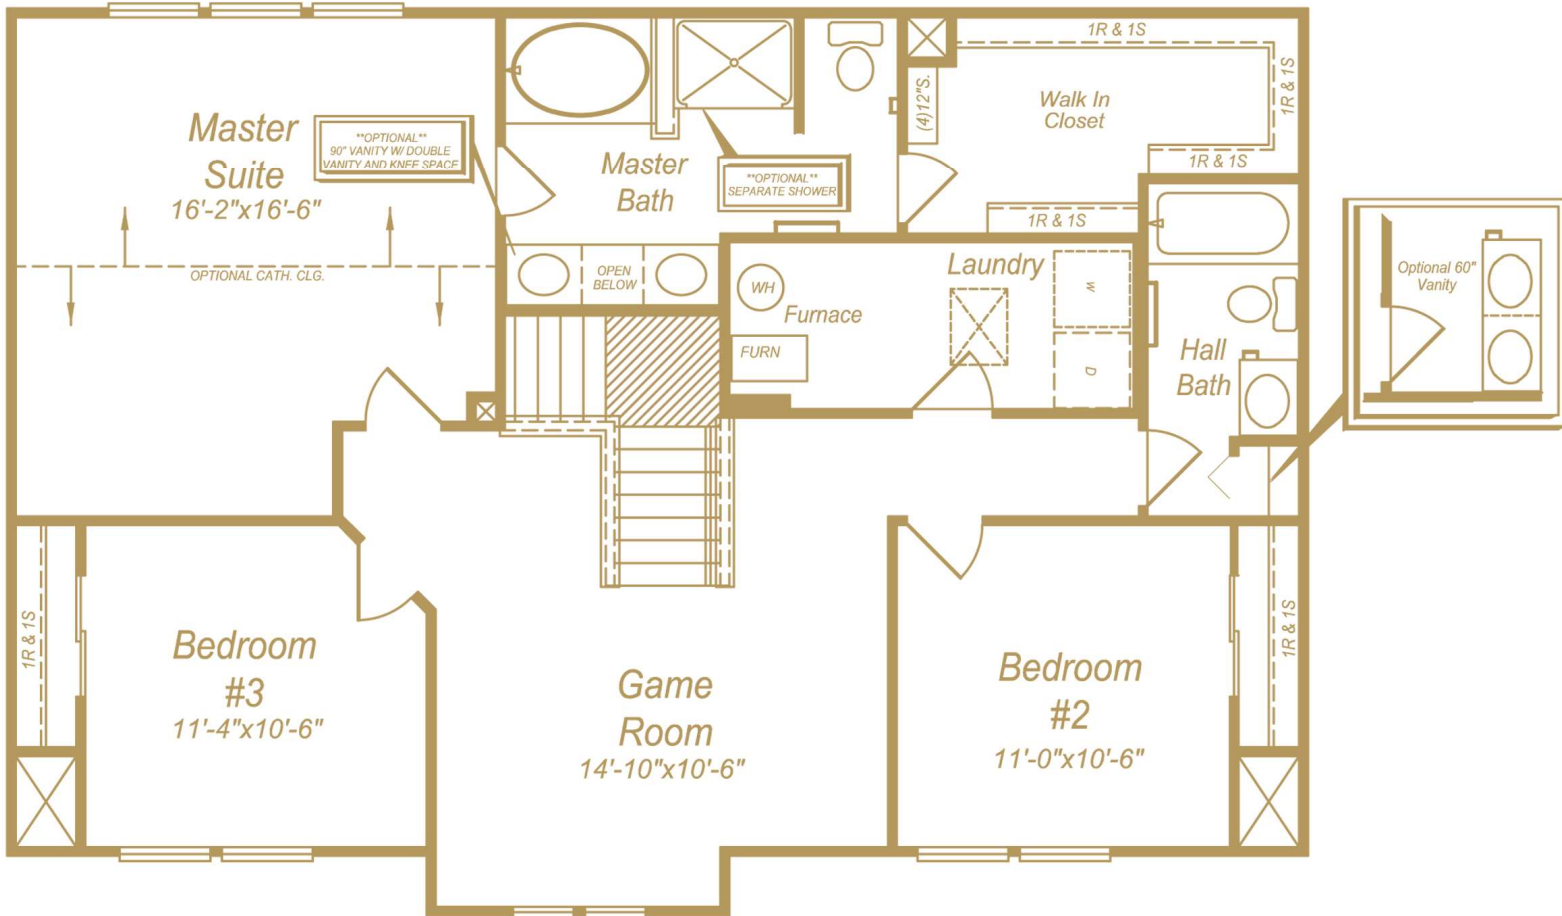 1R & 1S
1R & 1S
(4)12"S.
Walk In
Closet
1R & 1S
1R & 1S
Master
Suite
16'-2"x16'-6"
**OPTIONAL**
90" VANITY W/ DOUBLE
VANITY AND KNEE SPACE
Master
Bath
**OPTIONAL**
SEPARATE SHOWER
OPTIONAL CATH. CLG.
OPEN
BELOW
WH
Furnace
FURN
Laundry
W
D
Hall
Bath
Optional 60"
Vanity
1R & 1S
Bedroom
#3
11'-4"x10'-6"
Game
Room
14'-10"x10'-6"
Bedroom
#2
11'-0"x10'-6"
1R & 1S